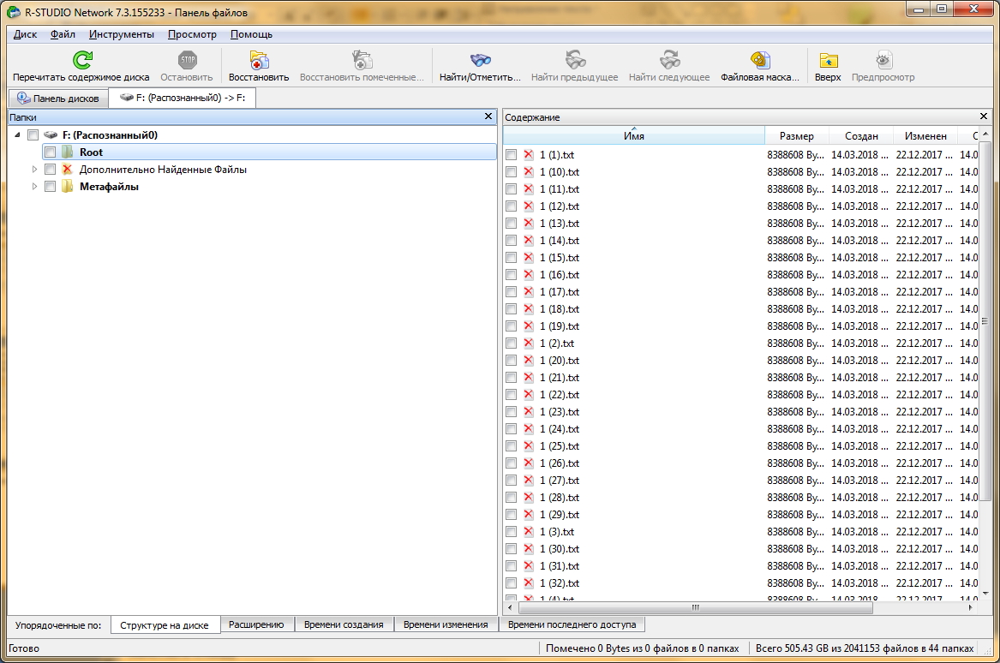 R-STUDIO Network 7.3.155233 - Панель файлов
Диск Файл Инструменты Просмотр Помощь
Перечитать содержимое диска Остановить Восстановить Восстановить помеченные... Найти/Отметить... Найти предыдущее Найти следующее Файловая маска... Вверх Предпросмотр
STOP
Панель дисков F: (Распознанный0) -> F:
Папки
F: (Распознанный0)
Root
Дополнительно Найденные Файлы
Метафайлы
Содержание
Имя Размер Создан Изменен С
1 (1).txt 8388608 By... 14.03.2018 ... 22.12.2017 ... 14.0
1 (10).txt 8388608 By... 14.03.2018 ... 22.12.2017 ... 14.0
1 (11).txt 8388608 By... 14.03.2018 ... 22.12.2017 ... 14.0
1 (12).txt 8388608 By... 14.03.2018 ... 22.12.2017 ... 14.0
1 (13).txt 8388608 By... 14.03.2018 ... 22.12.2017 ... 14.0
1 (14).txt 8388608 By... 14.03.2018 ... 22.12.2017 ... 14.0
1 (15).txt 8388608 By... 14.03.2018 ... 22.12.2017 ... 14.0
1 (16).txt 8388608 By... 14.03.2018 ... 22.12.2017 ... 14.0
1 (17).txt 8388608 By... 14.03.2018 ... 22.12.2017 ... 14.0
1 (18).txt 8388608 By... 14.03.2018 ... 22.12.2017 ... 14.0
1 (19).txt 8388608 By... 14.03.2018 ... 22.12.2017 ... 14.0
1 (2).txt 8388608 By... 14.03.2018 ... 22.12.2017 ... 14.0
1 (20).txt 8388608 By... 14.03.2018 ... 22.12.2017 ... 14.0
1 (21).txt 8388608 By... 14.03.2018 ... 22.12.2017 ... 14.0
1 (22).txt 8388608 By... 14.03.2018 ... 22.12.2017 ... 14.0
1 (23).txt 8388608 By... 14.03.2018 ... 22.12.2017 ... 14.0
1 (24).txt 8388608 By... 14.03.2018 ... 22.12.2017 ... 14.0
1 (25).txt 8388608 By... 14.03.2018 ... 22.12.2017 ... 14.0
1 (26).txt 8388608 By... 14.03.2018 ... 22.12.2017 ... 14.0
1 (27).txt 8388608 By... 14.03.2018 ... 22.12.2017 ... 14.0
1 (28).txt 8388608 By... 14.03.2018 ... 22.12.2017 ... 14.0
1 (29).txt 8388608 By... 14.03.2018 ... 22.12.2017 ... 14.0
1 (3).txt 8388608 By... 14.03.2018 ... 22.12.2017 ... 14.0
1 (30).txt 8388608 By... 14.03.2018 ... 22.12.2017 ... 14.0
1 (31).txt 8388608 By... 14.03.2018 ... 22.12.2017 ... 14.0
1 (32).txt 8388608 By... 14.03.2018 ... 22.12.2017 ... 14.0
1 (4).txt 8388608 By... 14.03.2018 ... 22.12.2017 ... 14.0
Упорядоченные по: Структуре на диске Расширению Времени создания Времени изменения Времени последнего доступа
Готово Помечено 0 Bytes из 0 файлов в 0 папках Всего 505.43 GB из 2041153 файлов в 44 папках